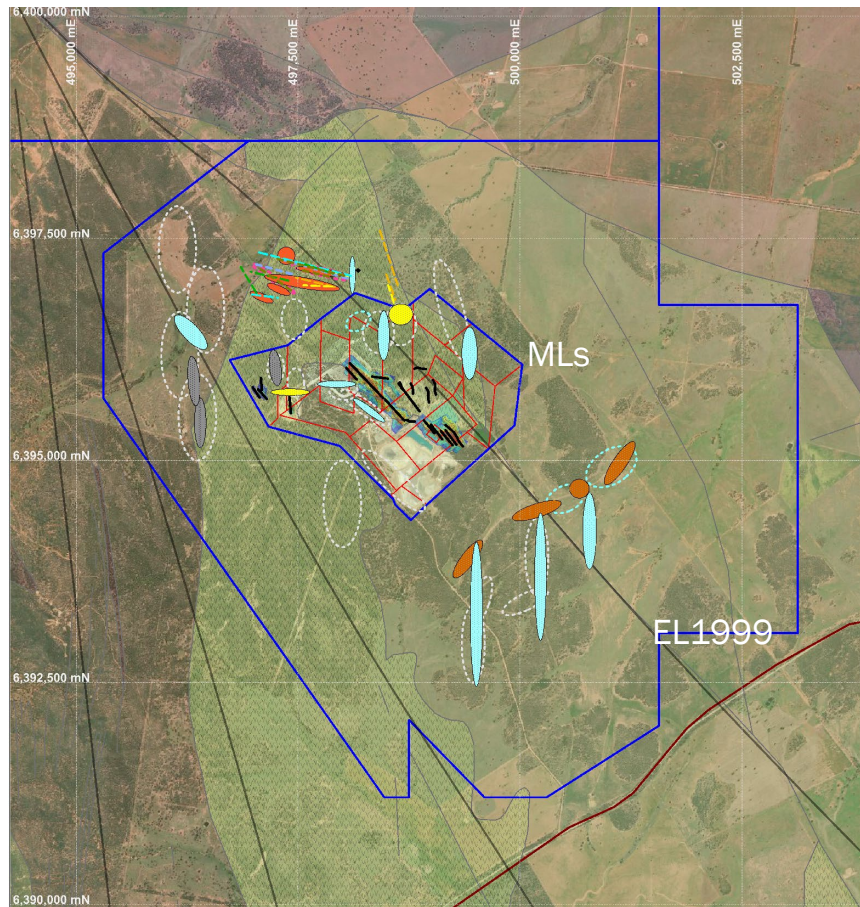 6,400,000 mN
495,000 mE
497,500 mE
500,000 mE
502,500 mE
6,397,500 mN
MLs
6,395,000 mN
EL1999
6,392,500 mN
6,390,000 mN